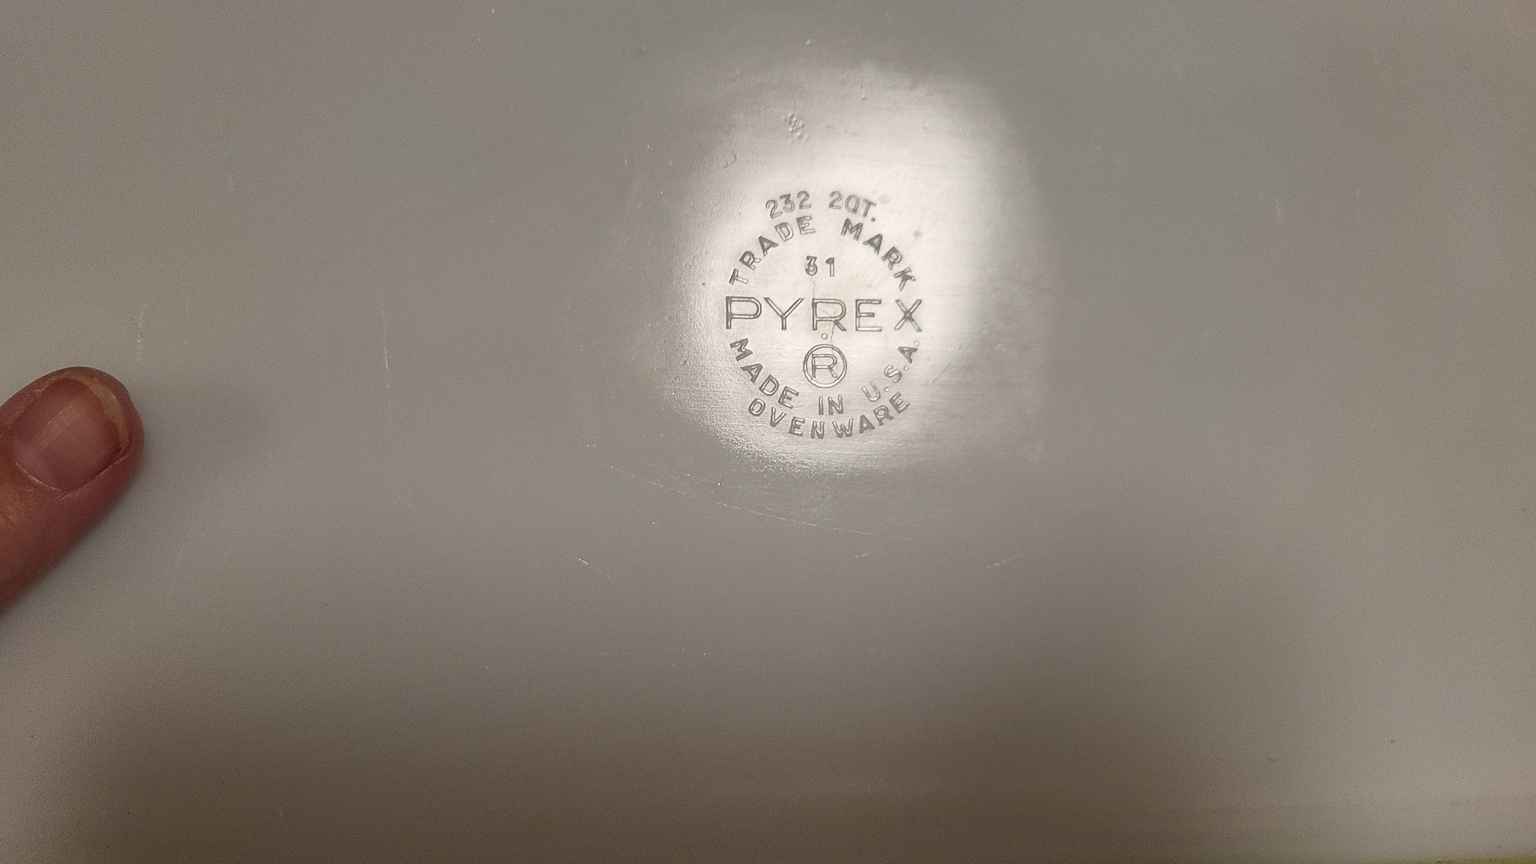 232 2QT.
TRADE MARK
31
PYREX
®
MADE IN U.S.A.
OVENWARE